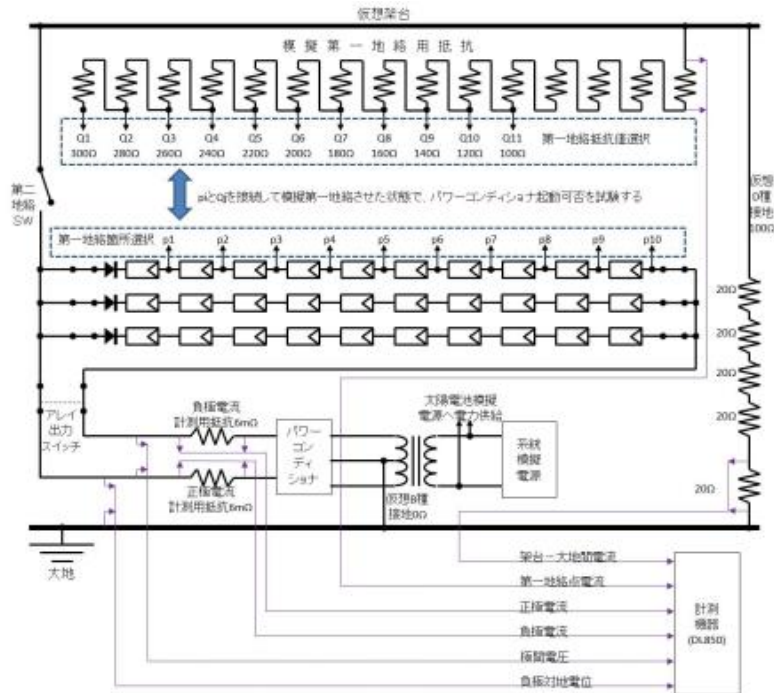 仮想架台
模擬第一地絡用抵抗
Q1 Q2 Q3 Q4 Q5 Q6 Q7 Q8 Q9 Q10 Q11
300Ω 280Ω 260Ω 240Ω 220Ω 200Ω 180Ω 160Ω 140Ω 120Ω 100Ω
第一地絡抵抗値選択
第二
地絡
SW
piとQjを接続して模擬第一地絡させた状態で、パワーコンディショナ起動可否を試験する
仮想
D種
接地
100Ω
第一地絡箇所選択
p1 p2 p3 p4 p5 p6 p7 p8 p9 p10
20Ω
20Ω
20Ω
20Ω
20Ω
アレイ
出力
スイッチ
負極電流
計測用抵抗6mΩ
正極電流
計測用抵抗6mΩ
パワー
コン
ディ
ショナ
太陽電池模擬
電源へ電力供給
系統
模擬
電源
仮想B種
接地0Ω
大地
架台－大地間電流
第一地絡点電流
正極電流
負極電流
極間電圧
負極対地電位
計測
機器
(DL850)